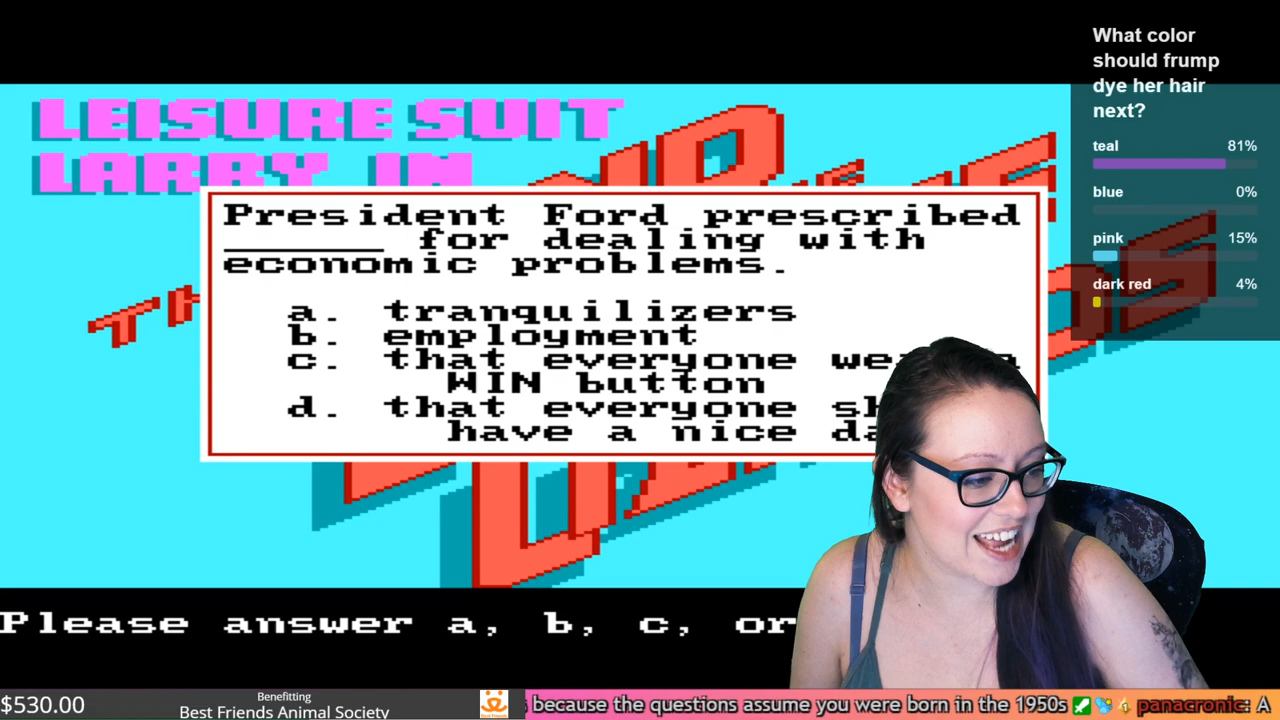 LEISURE SUIT
LARRY IN
President Ford prescribed
________ for dealing with
economic problems.
a. tranquilizers
b. employment
c. that everyone
WIN button
d. that everyone
have a nice
Please answer a, b, c, or
What color
should frump
dye her hair
next?
teal 81%
blue 0%
pink 15%
dark red 4%
$530.00
Benefitting
Best Friends Animal Society
because the questions assume you were born in the 1950s panacronic: A